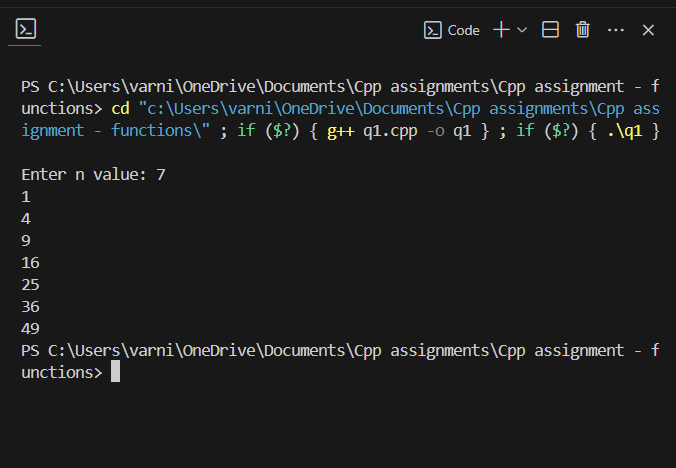 Code
PS C:\Users\varni\OneDrive\Documents\Cpp assignments\Cpp assignment - f
unctions> cd "c:\Users\varni\OneDrive\Documents\Cpp assignments\Cpp ass
ignment - functions\" ; if ($?) { g++ q1.cpp -o q1 } ; if ($?) { .\q1 }
Enter n value: 7
1
4
9
16
25
36
49
PS C:\Users\varni\OneDrive\Documents\Cpp assignments\Cpp assignment - f
unctions>